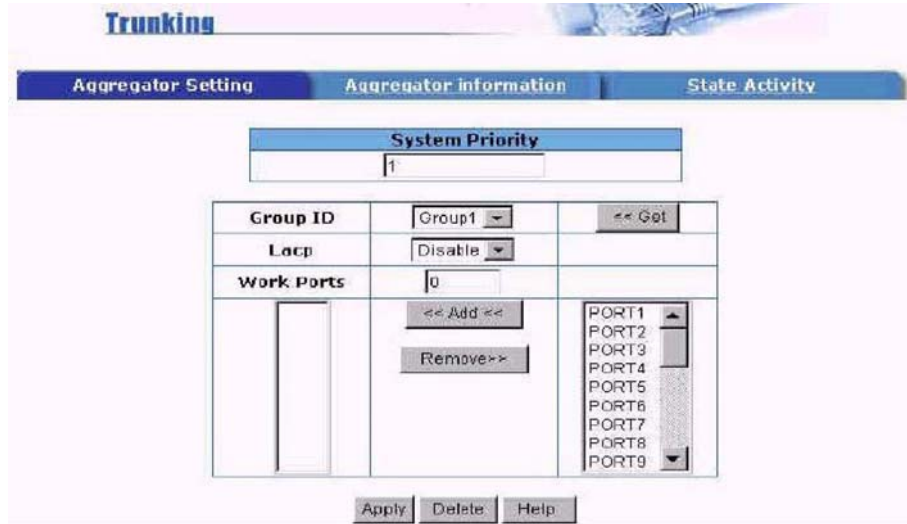 Trunking
Aggregator Setting Aggregator information State Activity
System Priority
1
Group ID Group1 << Get
Lacp Disable
Work Ports 0
<< Add << PORT1
PORT2
Remove>> PORT3
PORT4
PORT5
PORT6
PORT7
PORT8
PORT9
Apply Delete Help